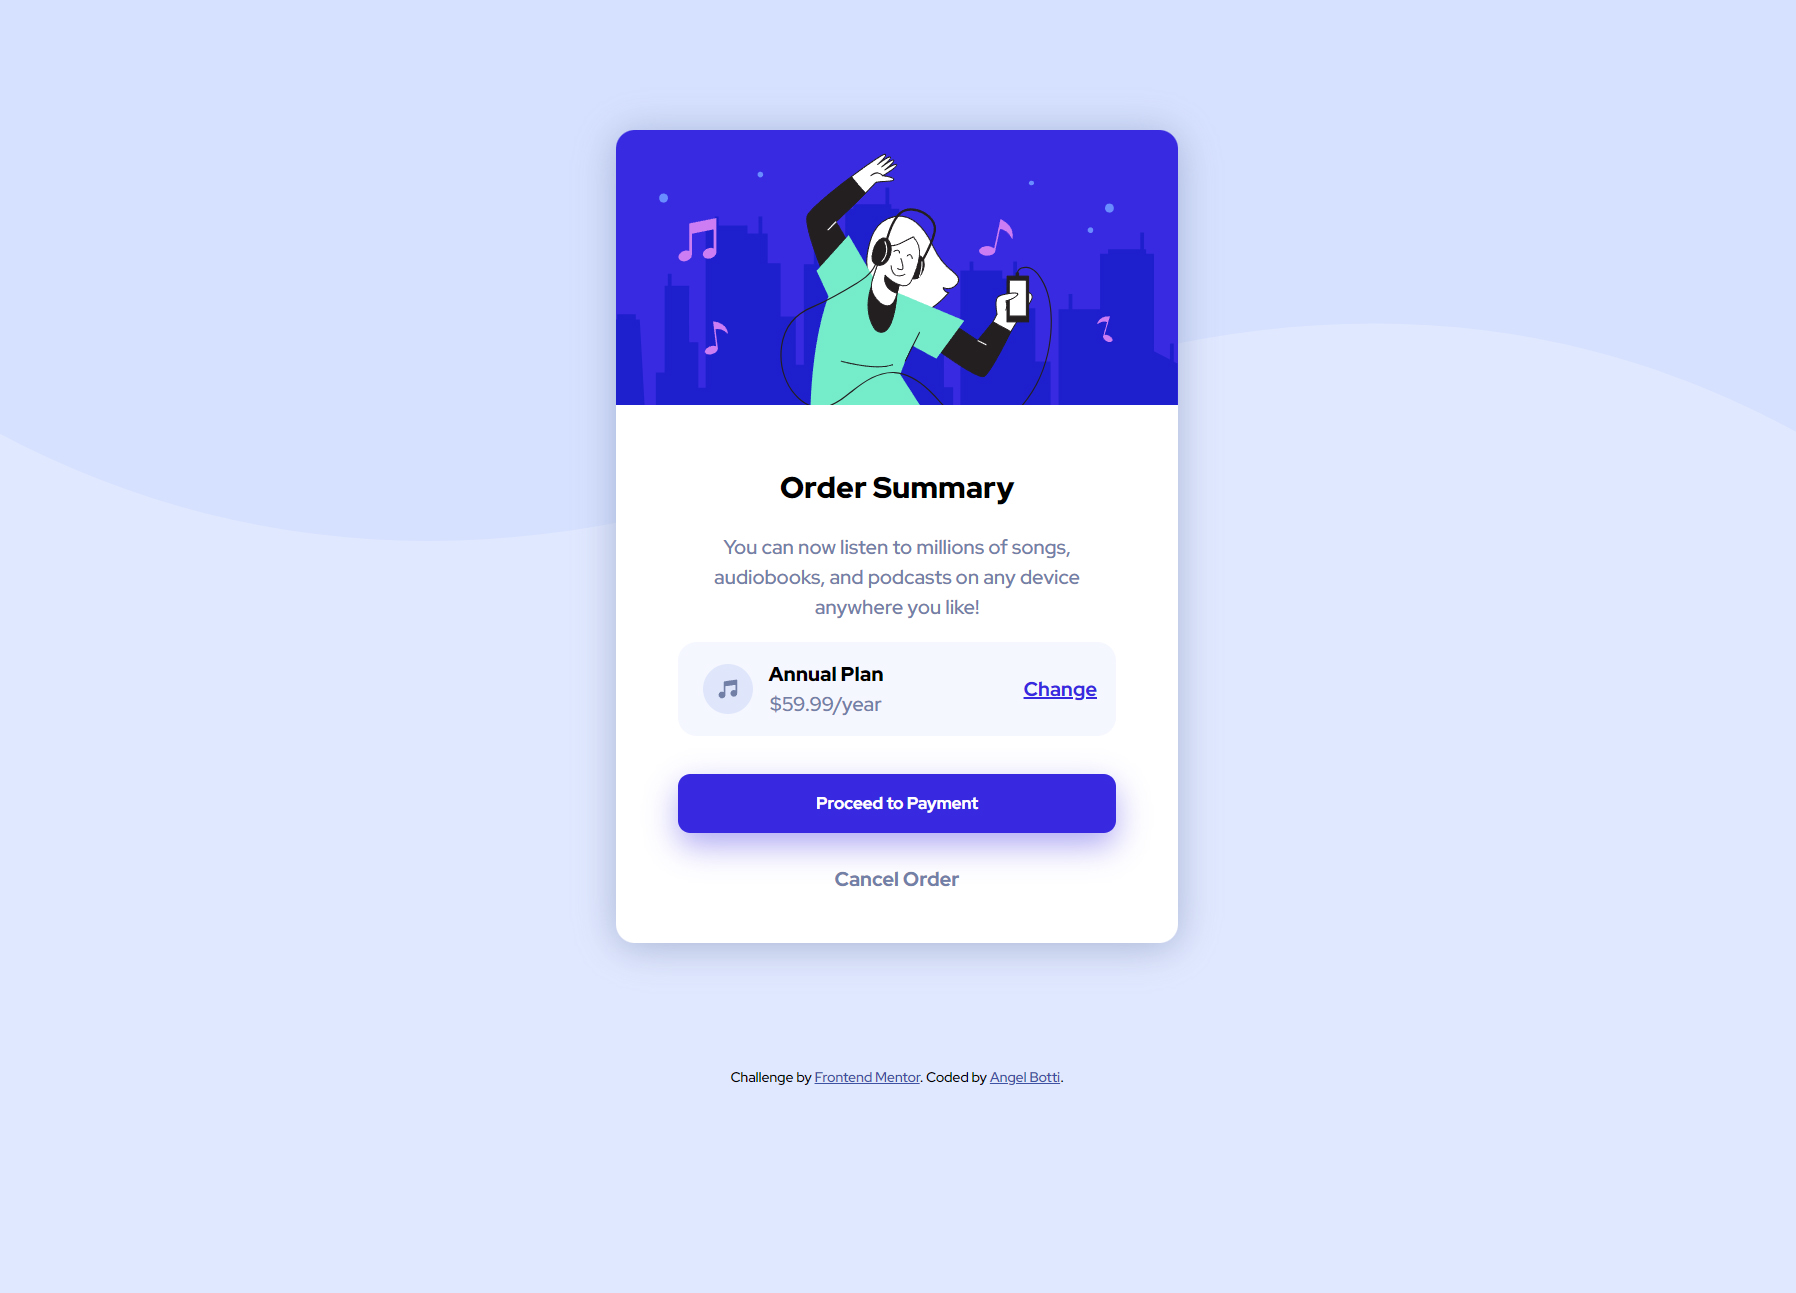 Order Summary
You can now listen to millions of songs,
audiobooks, and podcasts on any device
anywhere you like!
Annual Plan
$59.99/year
Change
Proceed to Payment
Cancel Order
Challenge by Frontend Mentor. Coded by Angel Botti.